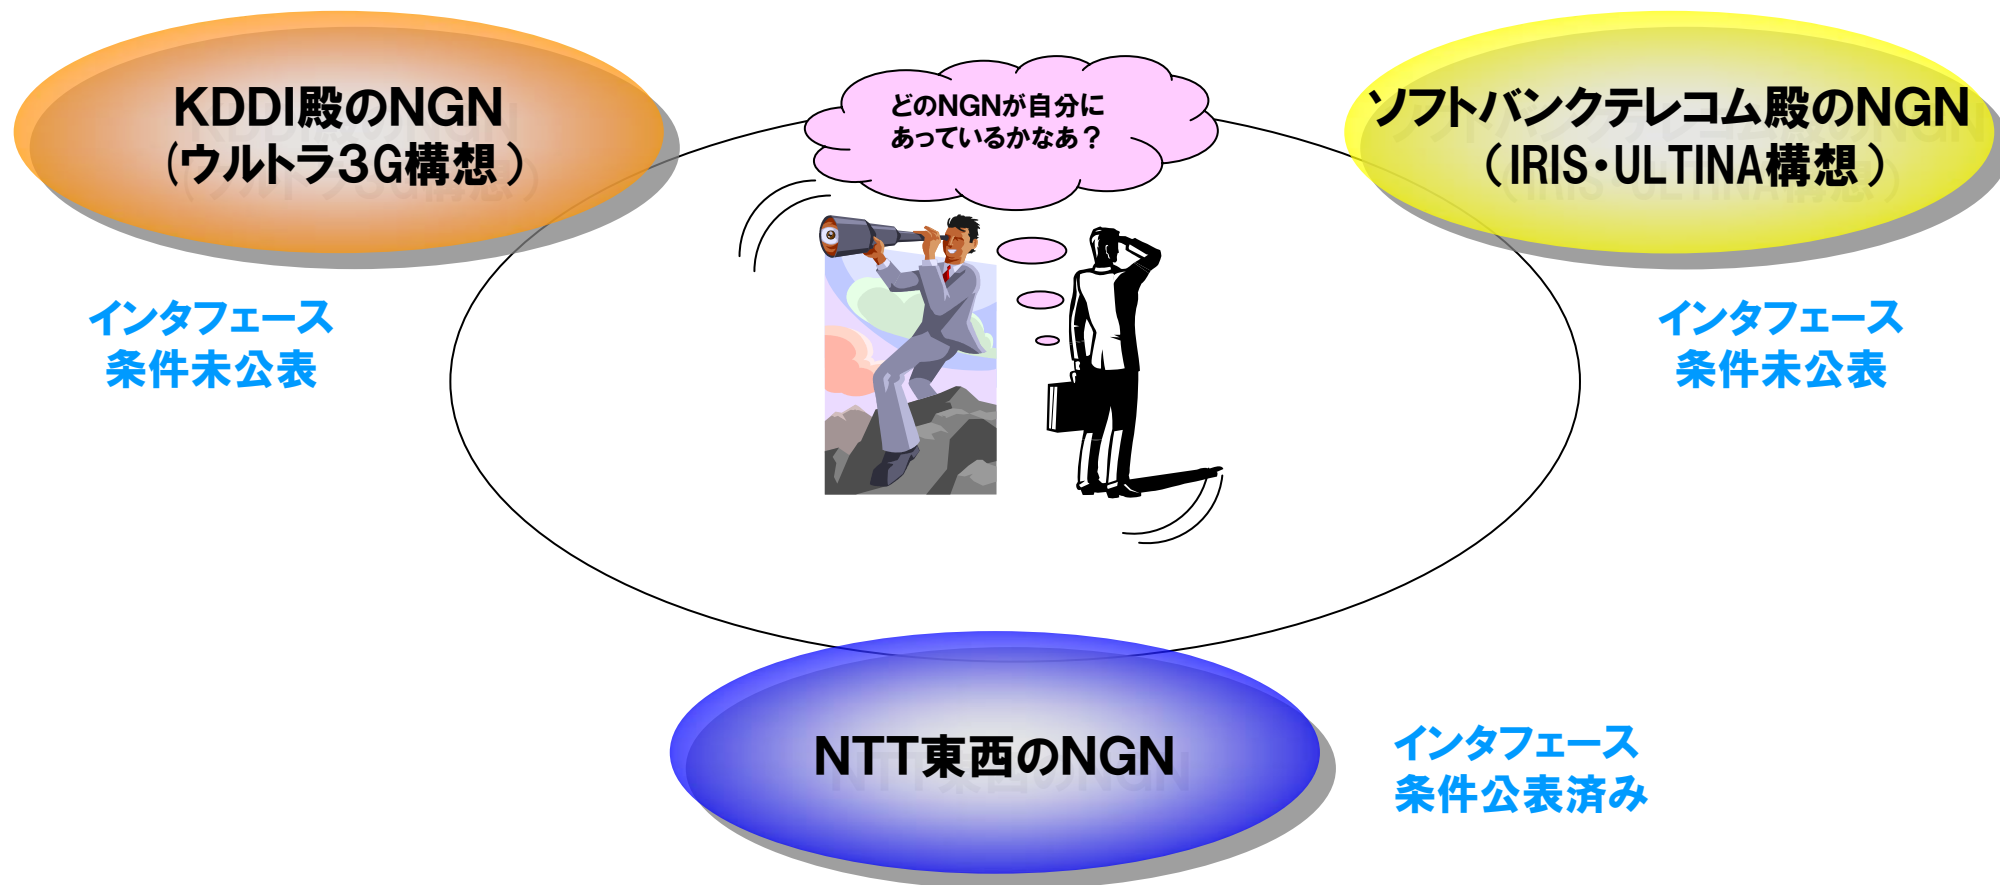 KDDI殿のNGN
(ウルトラ3G構想)
どのNGNが自分に
あっているかなあ？
ソフトバンクテレコム殿のNGN
（IRIS・ULTINA構想）
インタフェース
条件未公表
インタフェース
条件未公表
NTT東西のNGN
インタフェース
条件公表済み